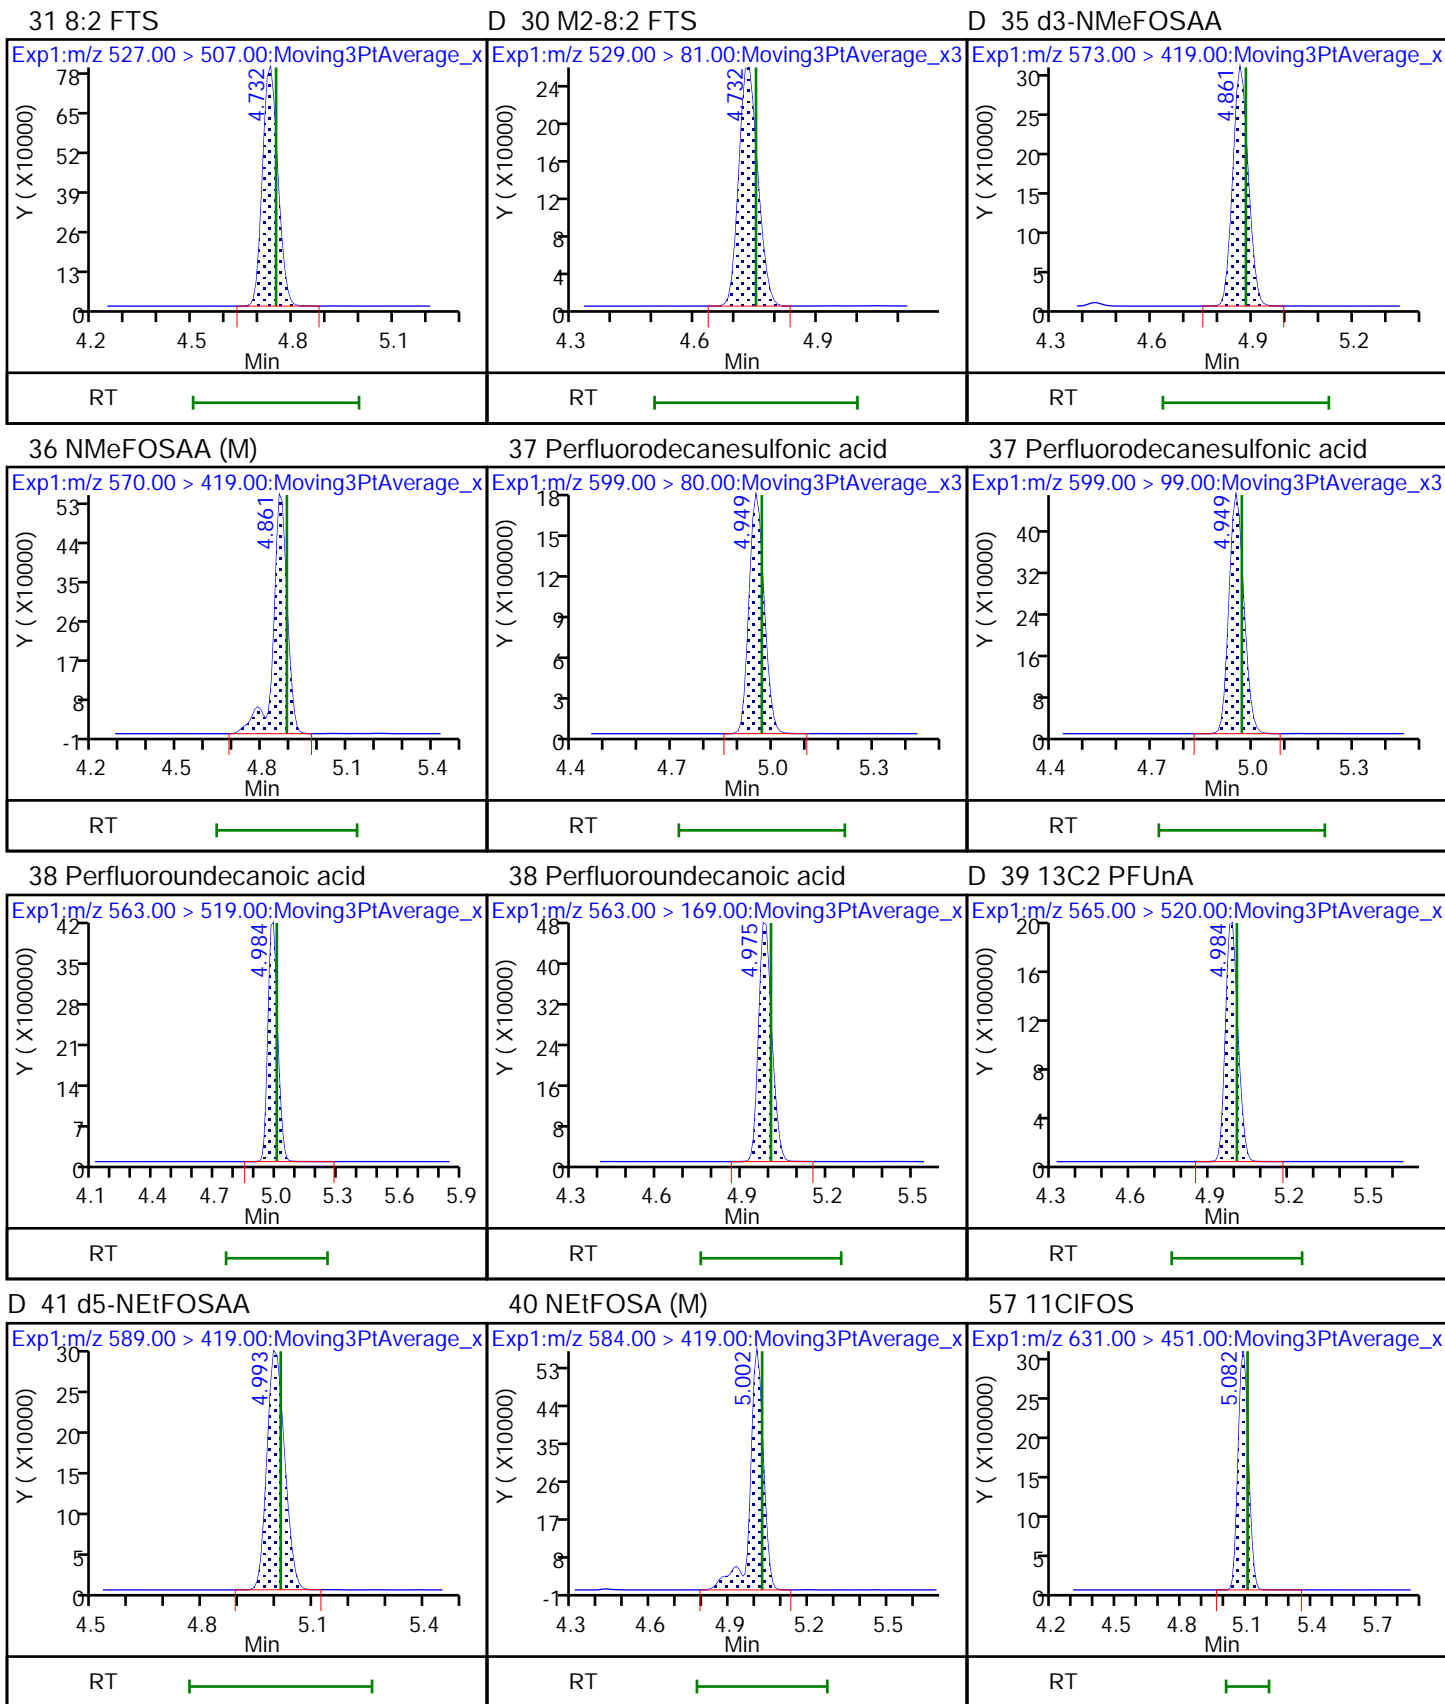 31 8:2 FTS
D 30 M2-8:2 FTS
D 35 d3-NMeFOSAA
Exp1:m/z 527.00 > 507.00:Moving3PtAverage_x
Exp1:m/z 529.00 > 81.00:Moving3PtAverage_x3
Exp1:m/z 573.00 > 419.00:Moving3PtAverage_x
Y ( X10000)
78
65
52
39
26
13
0
4.732
4.2 4.5 4.8 5.1
Min
RT
Y ( X10000)
24
20
16
12
8
4
0
4.732
4.3 4.6 4.9
Min
RT
Y ( X10000)
30
25
20
15
10
5
0
4.861
4.3 4.6 4.9 5.2
Min
RT
36 NMeFOSAA (M)
37 Perfluorodecanesulfonic acid
37 Perfluorodecanesulfonic acid
Exp1:m/z 570.00 > 419.00:Moving3PtAverage_x
Exp1:m/z 599.00 > 80.00:Moving3PtAverage_x3
Exp1:m/z 599.00 > 99.00:Moving3PtAverage_x3
Y ( X10000)
53
44
35
26
17
8
-1
4.861
4.2 4.5 4.8 5.1 5.4
Min
RT
Y ( X100000)
18
15
12
9
6
3
0
4.949
4.4 4.7 5.0 5.3
Min
RT
Y ( X10000)
40
32
24
16
8
0
4.949
4.4 4.7 5.0 5.3
Min
RT
38 Perfluoroundecanoic acid
38 Perfluoroundecanoic acid
D 39 13C2 PFUnA
Exp1:m/z 563.00 > 519.00:Moving3PtAverage_x
Exp1:m/z 563.00 > 169.00:Moving3PtAverage_x
Exp1:m/z 565.00 > 520.00:Moving3PtAverage_x
Y ( X100000)
42
35
28
21
14
7
0
4.984
4.1 4.4 4.7 5.0 5.3 5.6 5.9
Min
RT
Y ( X10000)
48
40
32
24
16
8
0
4.975
4.3 4.6 4.9 5.2 5.5
Min
RT
Y ( X100000)
20
16
12
8
4
0
4.984
4.3 4.6 4.9 5.2 5.5
Min
RT
D 41 d5-NEtFOSAA
40 NEtFOSA (M)
57 11ClFOS
Exp1:m/z 589.00 > 419.00:Moving3PtAverage_x
Exp1:m/z 584.00 > 419.00:Moving3PtAverage_x
Exp1:m/z 631.00 > 451.00:Moving3PtAverage_x
Y ( X10000)
30
25
20
15
10
5
0
4.993
4.5 4.8 5.1 5.4
Min
RT
Y ( X10000)
53
44
35
26
17
8
-1
5.002
4.3 4.6 4.9 5.2 5.5
Min
RT
Y ( X100000)
30
25
20
15
10
5
0
5.082
4.2 4.5 4.8 5.1 5.4 5.7
Min
RT